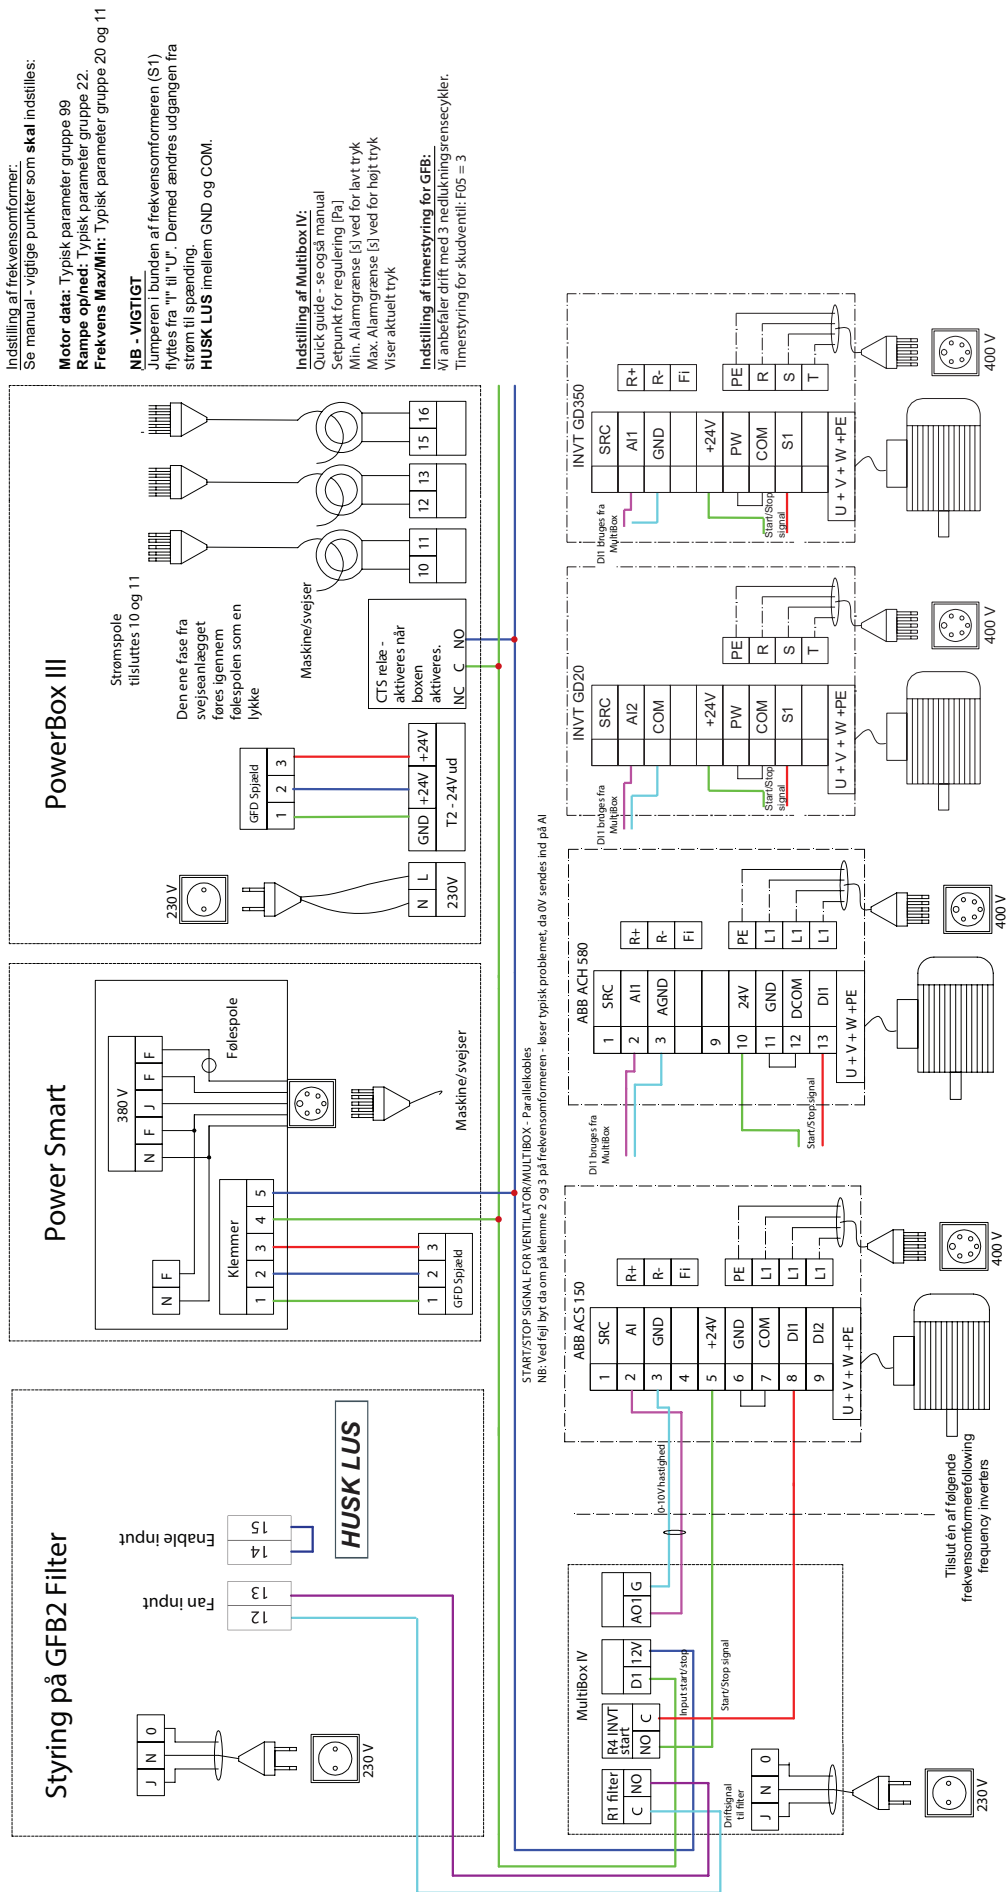 Styring på GFB2 Filter
J N 0
230 V
Fan input
12 13
Enable input
14 15
HUSK LUS
Power Smart
380 V
N F J F F
Følespole
N F
Klemmer
1 2 3 4 5
1 2 3
GFD Spjæld
Maskine/svejser
PowerBox III
230 V
N L
230V
GFD Spjæld
1 2 3
GND +24V +24V
T2 - 24V ud
Strømspole
tilsluttes 10 og 11
Den ene fase fra
svejseanlægget
føres igennem
følespolen som en
lykke
Maskine/svejser
CTS relæ -
aktiveres når
boxen
aktiveres.
NC C NO
10 11
12 13
15 16
Indstilling af frekvensomformer:
Se manual - vigtige punkter som skal indstilles:
Motor data: Typisk parameter gruppe 99
Rampe op/ned: Typisk parameter gruppe 22.
Frekvens Max/Min: Typisk parameter gruppe 20 og 11
NB - VIGTIGT
Jumperen i bunden af frekvensomformeren (S1)
flyttes fra "I" til "U". Dermed ændres udgangen fra
strøm til spænding.
HUSK LUS imellem GND og COM.
Indstilling af Multibox IV:
Quick guide - se også manual
Setpunkt for regulering [Pa]
Min. Alarmgrænse [s] ved for lavt tryk
Max. Alarmgrænse [s] ved for højt tryk
Viser aktuelt tryk
Indstilling af timerstyring for GFB:
Vi anbefaler drift med 3 nedlukningsrensecykler.
Timerstyring for skudventil: F05 = 3
START/STOP SIGNAL FOR VENTILATOR/MULTIBOX - Parallelkobles
NB: Ved fejl byt da om på klemme 2 og 3 på frekvensomformeren - løser typisk problemet, da 0V sendes ind på AI
MultiBox IV
R1 filter
C NO
R4 INVT
start
NO C
D1 12V
AO1 G
Driftsignal
til filter
J N 0
230 V
Input start/stop
Start/Stop signal
0-10V hastighed
Tilslut én af følgende
frekvensomformerefollowing
frequency inverters
ABB ACS 150
1 SRC
2 AI
3 GND
4
5 +24V
6 GND
7 COM
8 DI1
9 DI2
U + V + W +PE
R+
R-
Fi
PE
L1
L1
L1
400 V
ABB ACH 580
DI1 bruges fra
MultiBox
1 SRC
2 AI1
3 AGND
9
10 24V
11 GND
12 DCOM
13 DI1
U + V + W +PE
Start/Stop signal
R+
R-
Fi
PE
L1
L1
L1
400 V
INVT GD20
DI1 bruges fra
MultiBox
SRC
AI2
COM
+24V
PW
COM
S1
U + V + W +PE
Start/Stop
signal
PE
R
S
T
400 V
INVT GD350
DI1 bruges fra
MultiBox
SRC
AI1
GND
+24V
PW
COM
S1
U + V + W +PE
Start/Stop
signal
R+
R-
Fi
PE
R
S
T
400 V